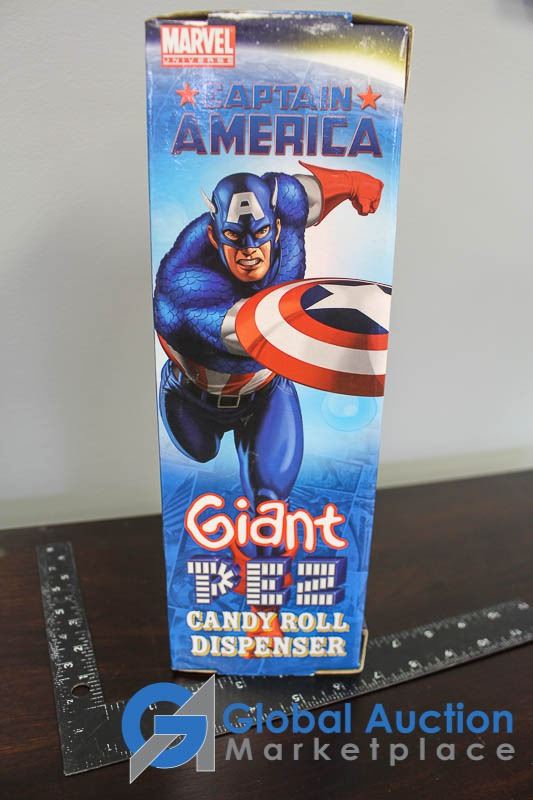 MARVEL
UNIVERSE
CAPTAIN
AMERICA
A
Giant
PEZ
CANDY ROLL
DISPENSER
Global Auction
Marketplace